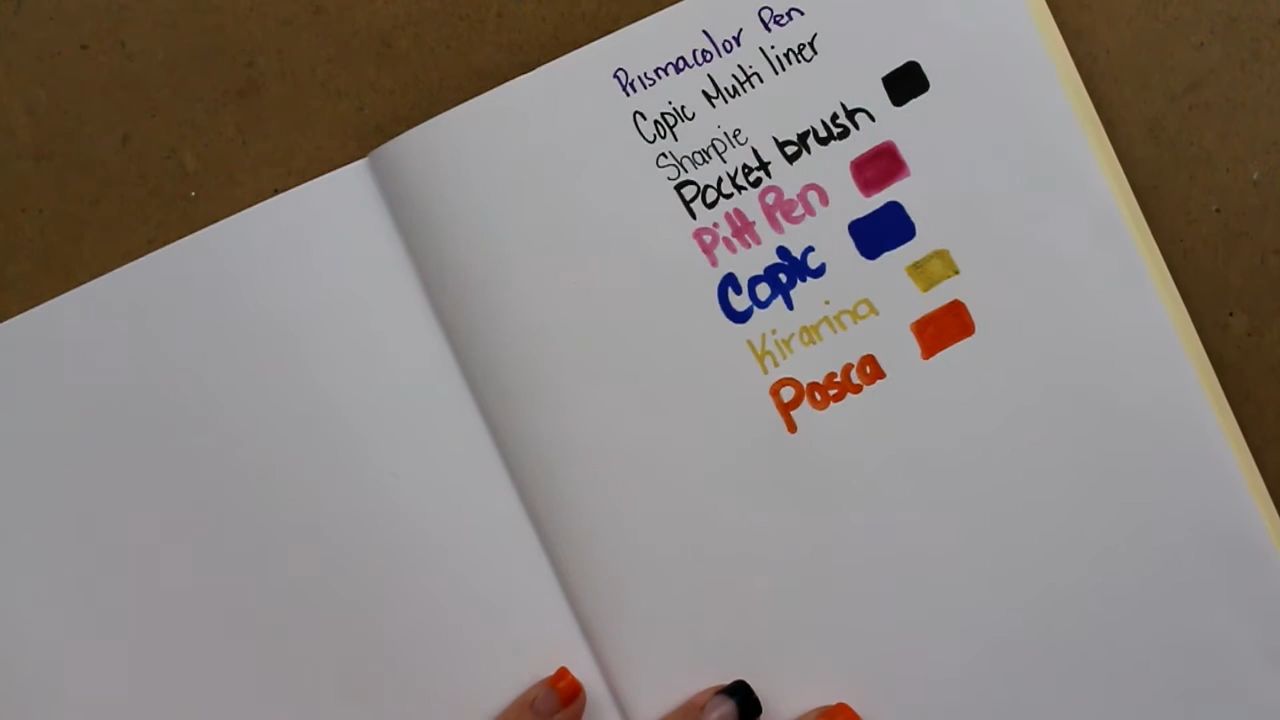 Prismacolor Pen
Copic Multi liner
Sharpie
Pocket brush
Pitt Pen
Copic
Kirarina
Posca